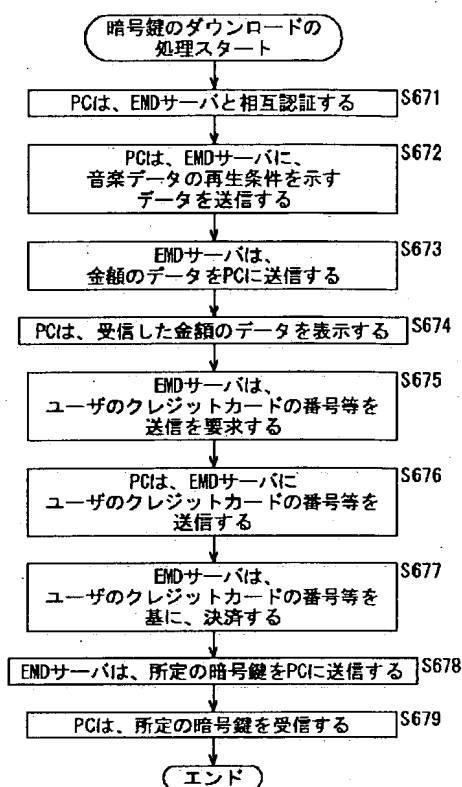 暗号鍵のダウンロードの
処理スタート
PCは、EMDサーバと相互認証する
S671
PCは、EMDサーバに、
音楽データの再生条件を示す
データを送信する
S672
EMDサーバは、
金額のデータをPCに送信する
S673
PCは、受信した金額のデータを表示する
S674
EMDサーバは、
ユーザのクレジットカードの番号等を
送信を要求する
S675
PCは、EMDサーバに
ユーザのクレジットカードの番号等を
送信する
S676
EMDサーバは、
ユーザのクレジットカードの番号等を
基に、決済する
S677
EMDサーバは、所定の暗号鍵をPCに送信する
S678
PCは、所定の暗号鍵を受信する
S679
エンド